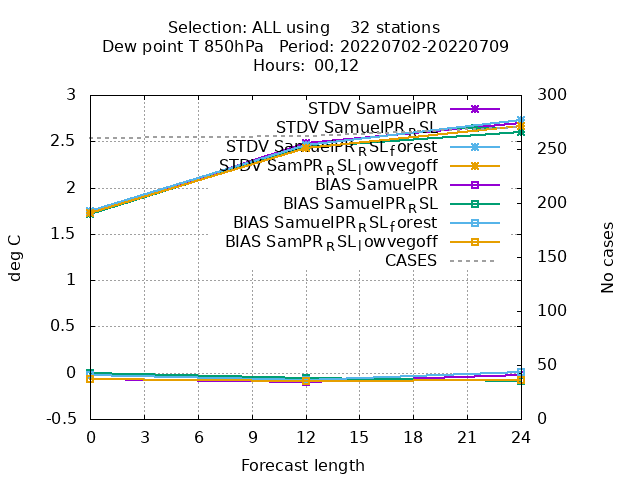 Selection: ALL using 32 stations
Dew point T 850hPa Period: 20220702-20220709
Hours: 00,12
3
2.5
2
1.5
1
0.5
0
-0.5
deg C
300
250
200
150
100
50
0
No cases
STDV SamuelPR
STDV SamuelPR_RSL
STDV SamuelPR_RSL_forest
STDV SamPR_RSL_lowvegoff
BIAS SamuelPR
BIAS SamuelPR_RSL
BIAS SamuelPR_RSL_forest
BIAS SamPR_RSL_lowvegoff
CASES
0 3 6 9 12 15 18 21 24
Forecast length